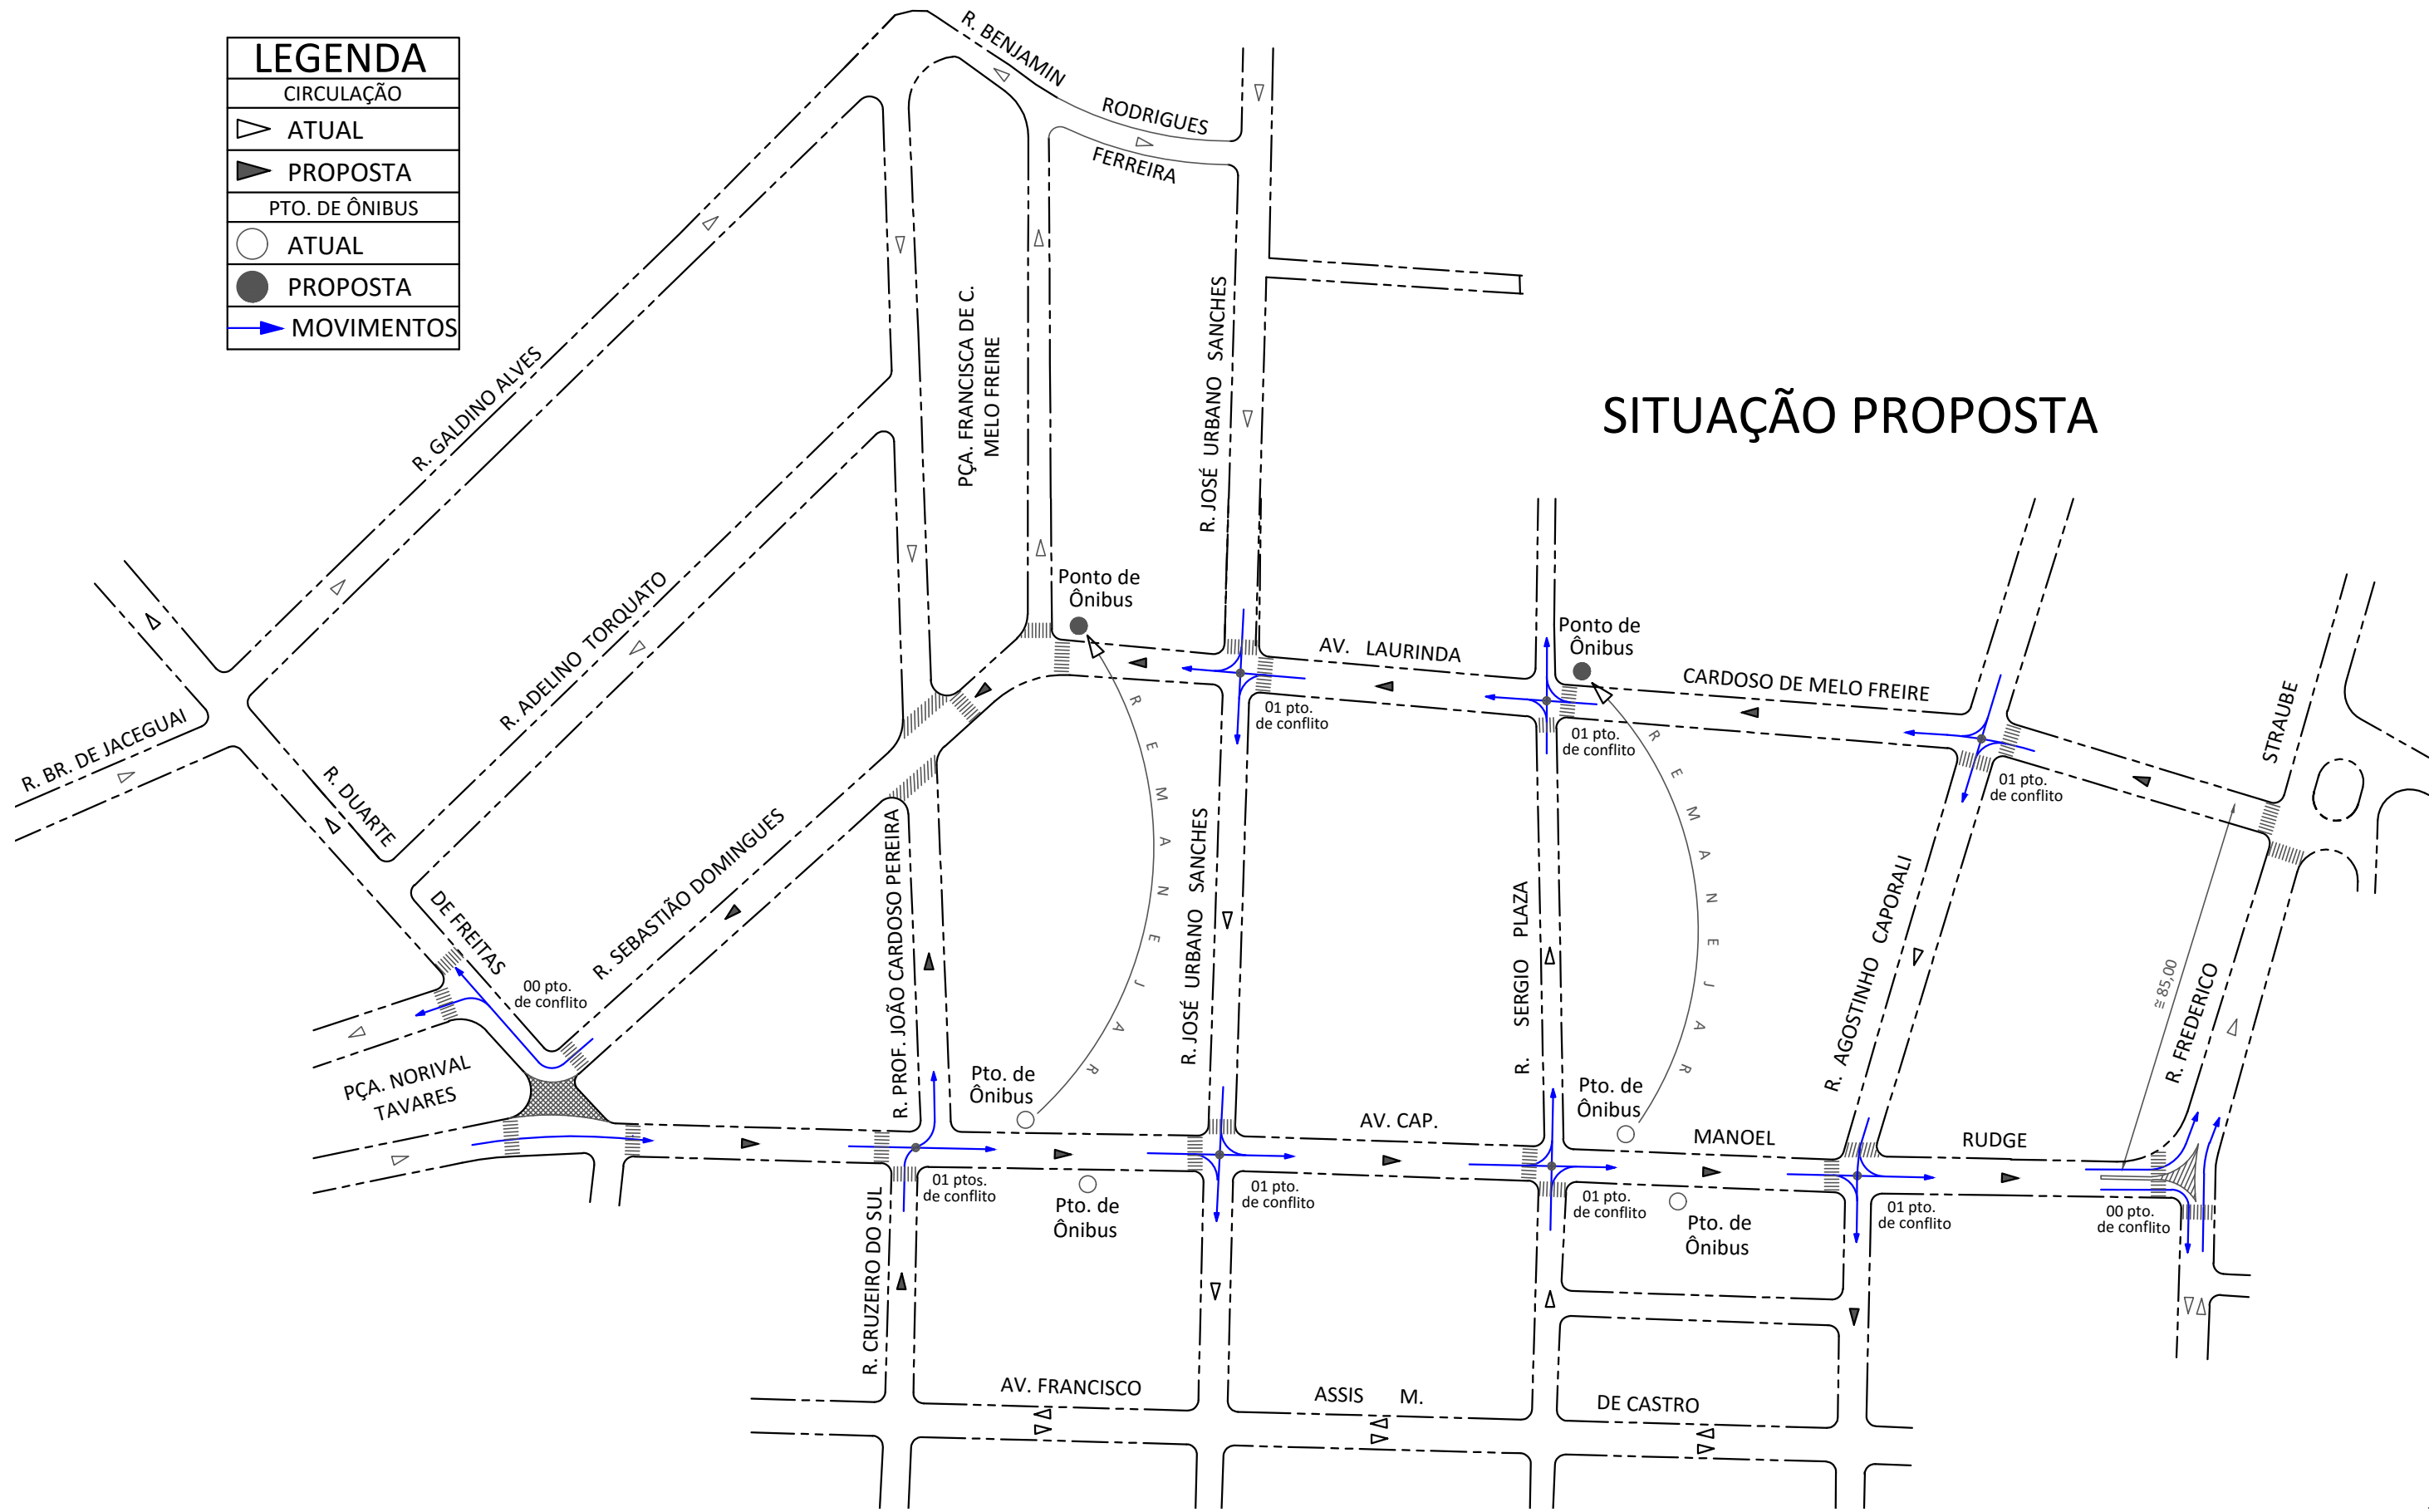 LEGENDA
CIRCULAÇÃO
ATUAL
PROPOSTA
PTO. DE ÔNIBUS
ATUAL
PROPOSTA
MOVIMENTOS
SITUAÇÃO PROPOSTA
R. BENJAMIN
RODRIGUES
FERREIRA
R. GALDINO ALVES
PÇA. FRANCISCA DE C.
MELO FREIRE
R. JOSÉ URBANO SANCHES
R. ADELINO TORQUATO
Ponto de
Ônibus
AV. LAURINDA
Ponto de
Ônibus
CARDOSO DE MELO FREIRE
STRAUBE
R. BR. DE JACEGUAI
R. DUARTE
DE FREITAS
R. SEBASTIÃO DOMINGUES
R. PROF. JOÃO CARDOSO PEREIRA
R. JOSÉ URBANO SANCHES
R. SERGIO PLAZA
R. AGOSTINHO CAPORALI
R. FREDERICO
≅ 85,00
REMANEJAR
REMANEJAR
01 pto.
de conflito
01 pto.
de conflito
01 pto.
de conflito
00 pto.
de conflito
PÇA. NORIVAL
TAVARES
Pto. de
Ônibus
AV. CAP.
Pto. de
Ônibus
MANOEL
RUDGE
01 ptos.
de conflito
Pto. de
Ônibus
01 pto.
de conflito
01 pto.
de conflito
Pto. de
Ônibus
01 pto.
de conflito
00 pto.
de conflito
R. CRUZEIRO DO SUL
AV. FRANCISCO
ASSIS M.
DE CASTRO